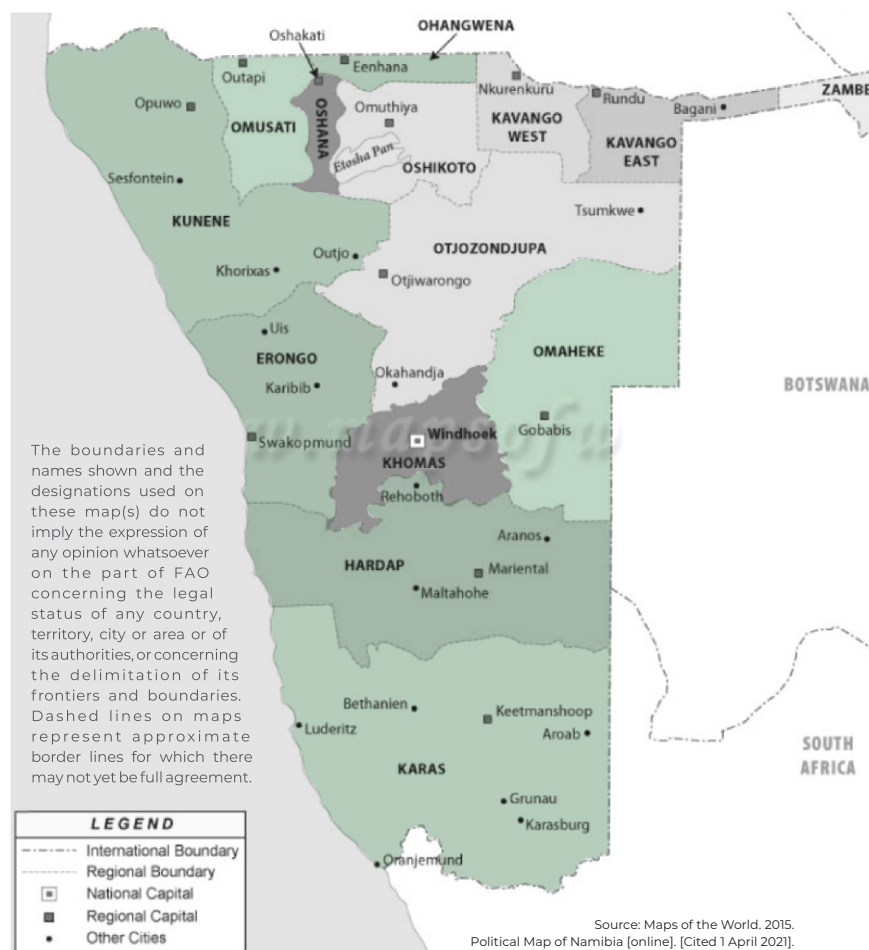 OHANGWENA
Oshakati
Eenhana
Outapi
Nkurenkuru
ZAMBE
Rundu
Bagani
Opuwo
Omuthiya
OSHANA
OMUSATI
KAVANGO
WEST
KAVANGO
EAST
Etosha Pan
OSHIKOTO
Sesfontein
Tsumkwe
KUNENE
OTJOZONDJUPA
Outjo
Khorixas
Otjiwarongo
Uis
ERONGO
OMAHEKE
Okahandja
Karibib
BOTSWANA
Gobabis
Swakopmund
Windhoek
KHOMAS
Rehoboth
Aranos
HARDAP
Mariental
Maltahohe
The boundaries and
names shown and the
designations used on
these map(s) do not
imply the expression of
any opinion whatsoever
on the part of FAO
concerning the legal
status of any country,
territory, city or area or of
its authorities, or concerning
the delimitation of its
frontiers and boundaries.
Dashed lines on maps
represent approximate
border lines for which there
may not yet be full agreement.
Bethanien
Keetmanshoop
Luderitz
Aroab
SOUTH
AFRICA
KARAS
Grunau
Karasburg
Oranjemund
LEGEND
International Boundary
Regional Boundary
National Capital
Regional Capital
Other Cities
Source: Maps of the World. 2015.
Political Map of Namibia [online]. [Cited 1 April 2021].